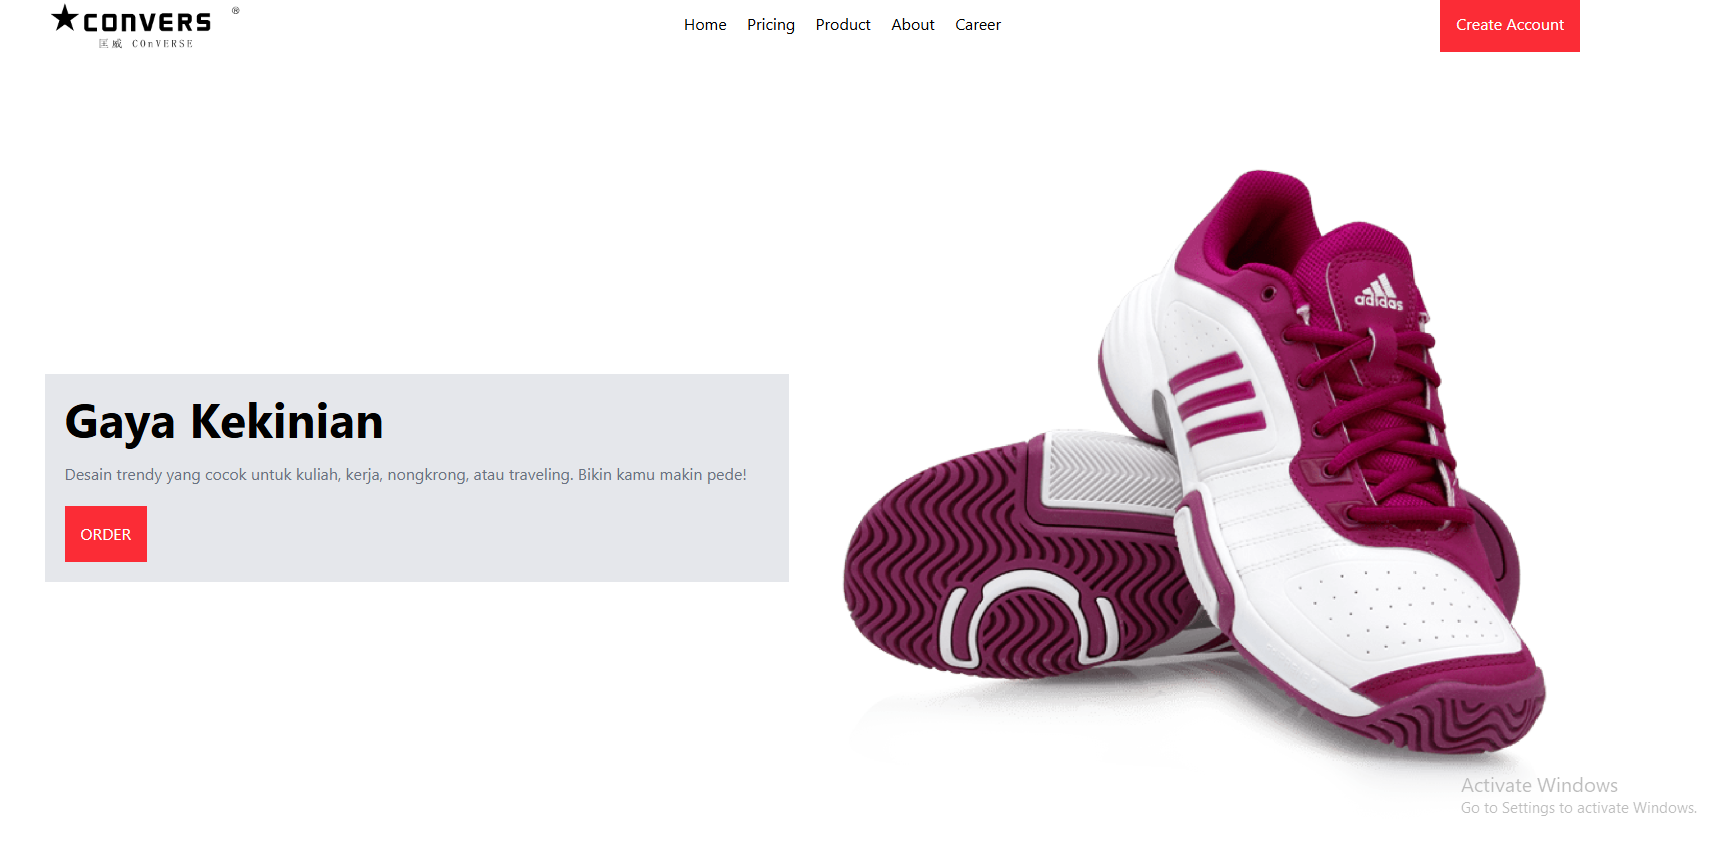 CONVERS ®
匡威 COnVERSE
Home Pricing Product About Career
Create Account
adidas
Gaya Kekinian
Desain trendy yang cocok untuk kuliah, kerja, nongkrong, atau traveling. Bikin kamu makin pede!
ORDER
Activate Windows
Go to Settings to activate Windows.